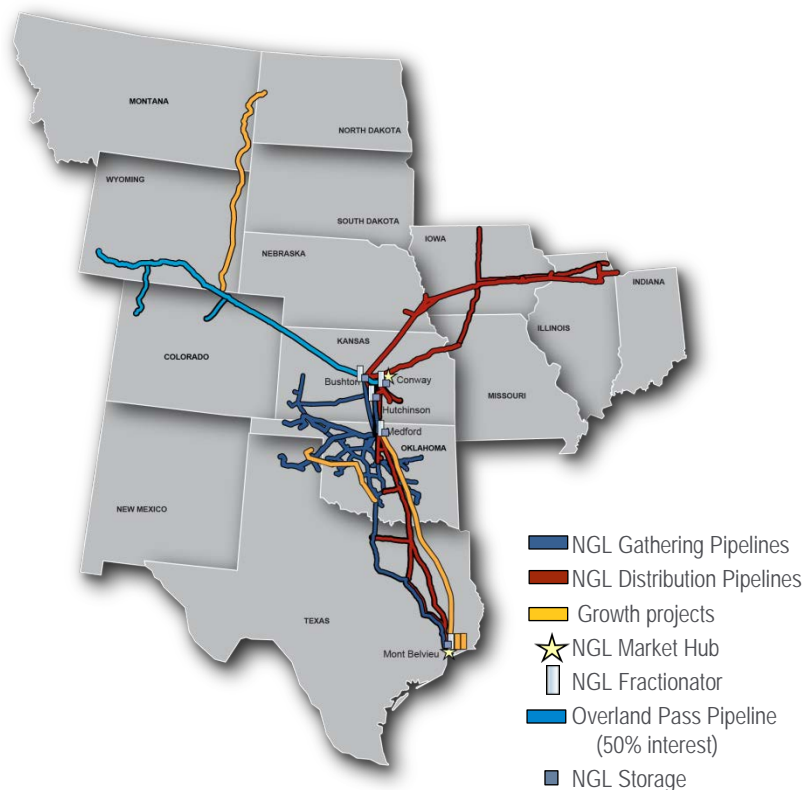 MONTANA
NORTH DAKOTA
WYOMING
SOUTH DAKOTA
IOWA
NEBRASKA
INDIANA
ILLINOIS
KANSAS
COLORADO
Bushton
Conway
MISSOURI
Hutchinson
Medford
OKLAHOMA
NEW MEXICO
TEXAS
Mont Belvieu
NGL Gathering Pipelines
NGL Distribution Pipelines
Growth projects
NGL Market Hub
NGL Fractionator
Overland Pass Pipeline
(50% interest)
NGL Storage